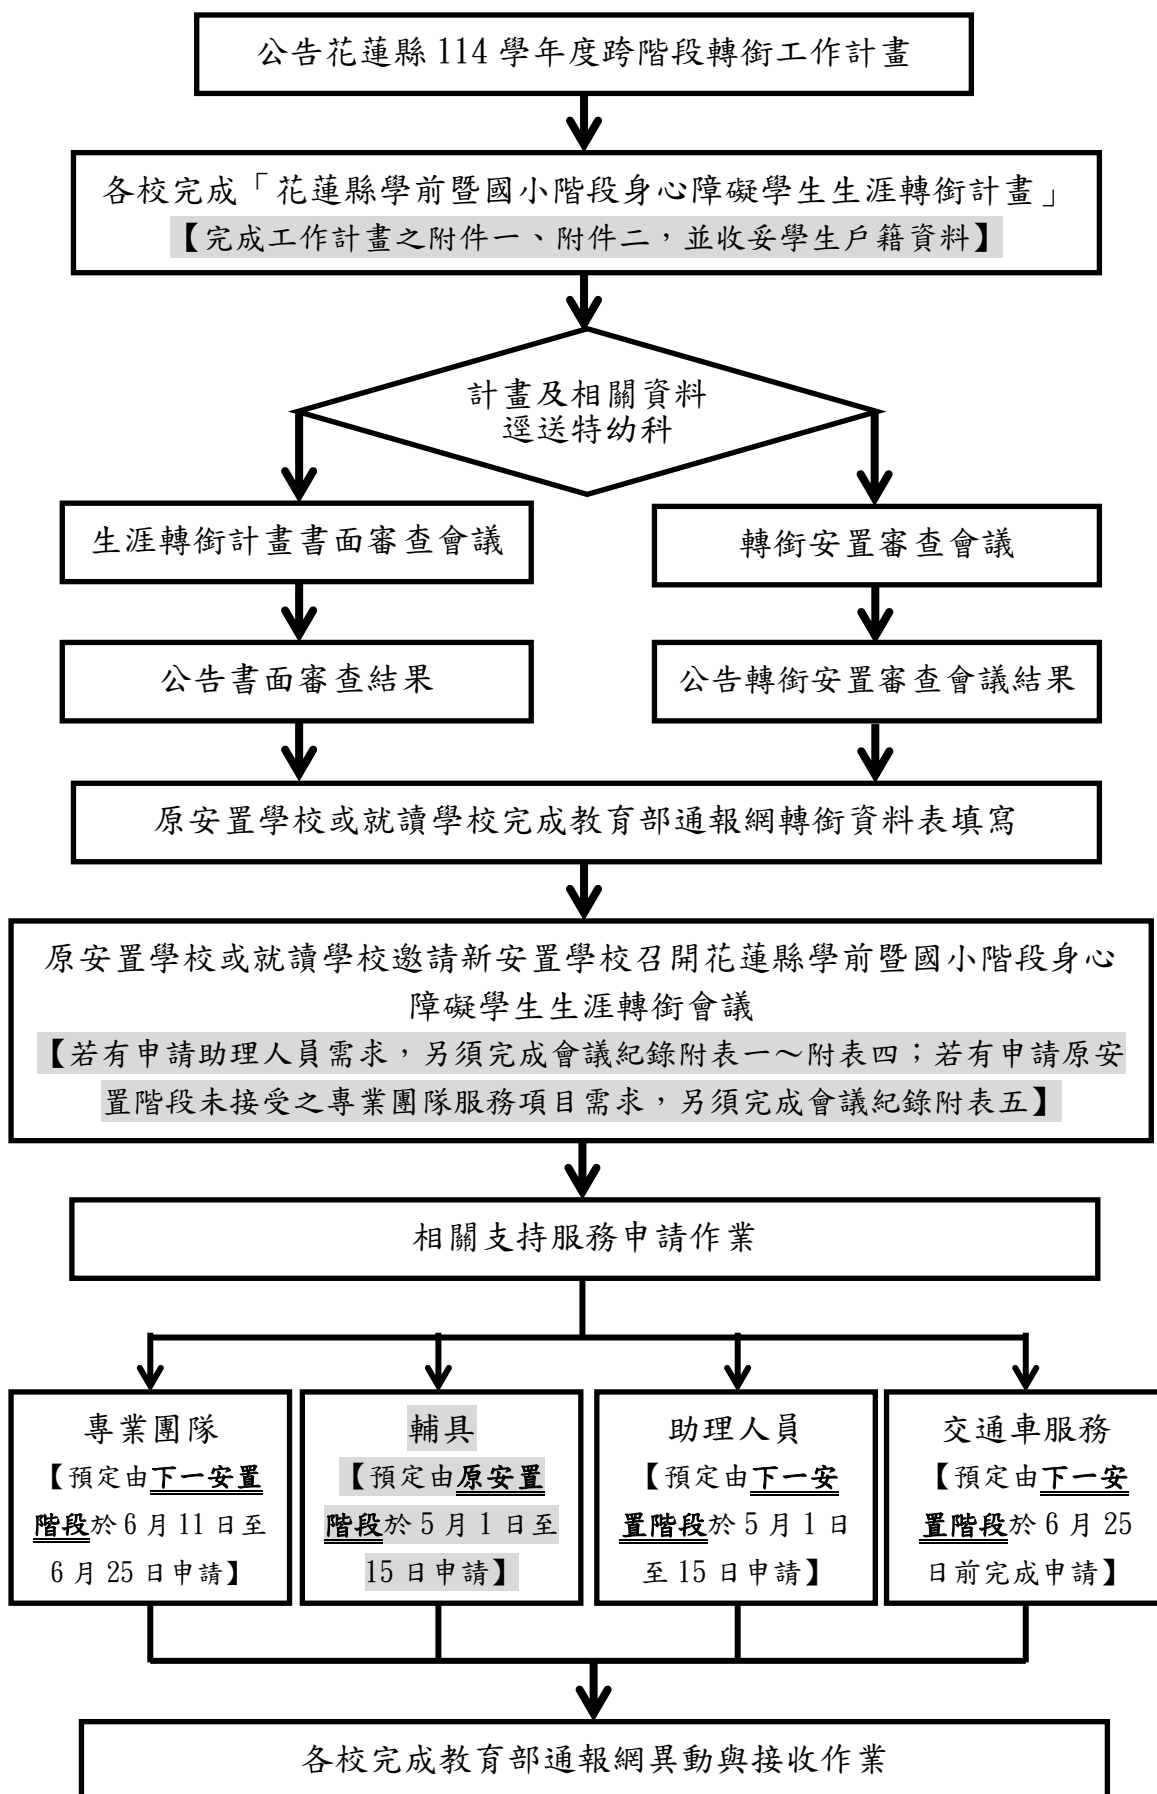 公告花蓮縣 114 學年度跨階段轉銜工作計畫
各校完成「花蓮縣學前暨國小階段身心障礙學生生涯轉銜計畫」
【完成工作計畫之附件一、附件二，並收妥學生戶籍資料】
計畫及相關資料
逕送特幼科
生涯轉銜計畫書面審查會議
轉銜安置審查會議
公告書面審查結果
公告轉銜安置審查會議結果
原安置學校或就讀學校完成教育部通報網轉銜資料表填寫
原安置學校或就讀學校邀請新安置學校召開花蓮縣學前暨國小階段身心
障礙學生生涯轉銜會議
【若有申請助理人員需求，另須完成會議紀錄附表一～附表四；若有申請原安
置階段未接受之專業團隊服務項目需求，另須完成會議紀錄附表五】
相關支持服務申請作業
專業團隊
【預定由下一安置
階段於 6 月 11 日至
6 月 25 日申請】
輔具
【預定由原安置
階段於 5 月 1 日至
15 日申請】
助理人員
【預定由下一安
置階段於 5 月 1 日
至 15 日申請】
交通車服務
【預定由下一安
置階段於 6 月 25
日前完成申請】
各校完成教育部通報網異動與接收作業